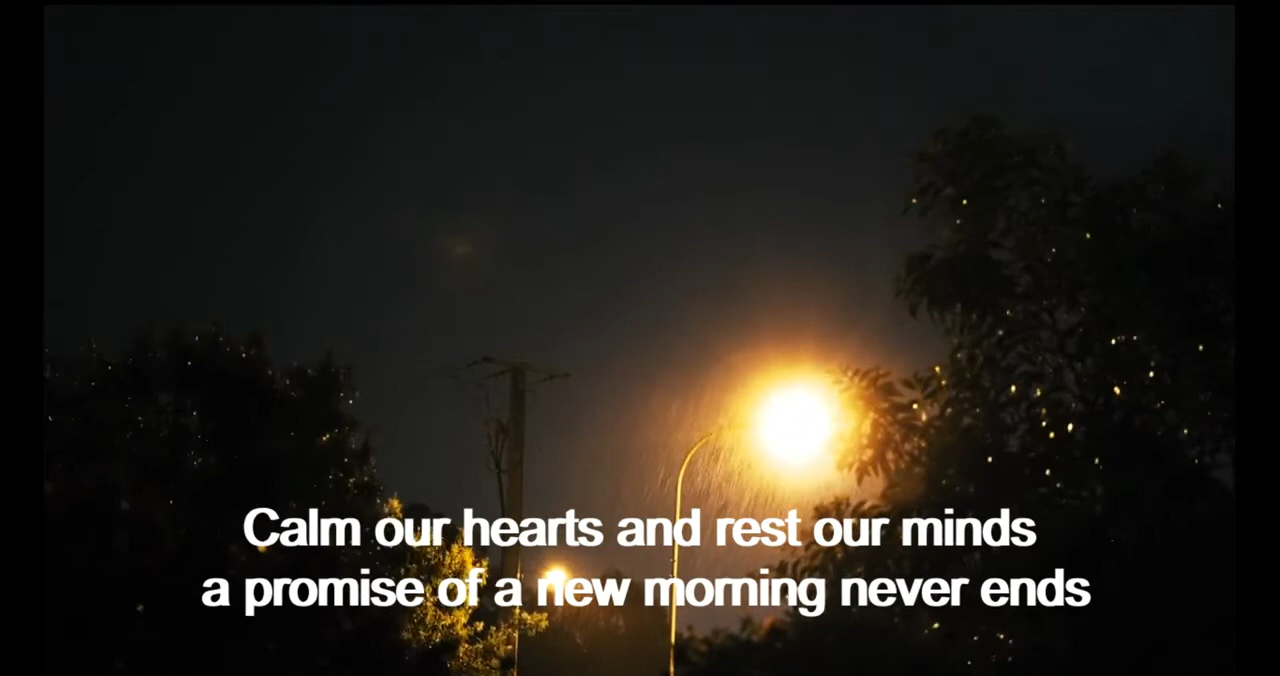 Calm our hearts and rest our minds
a promise of a new morning never ends